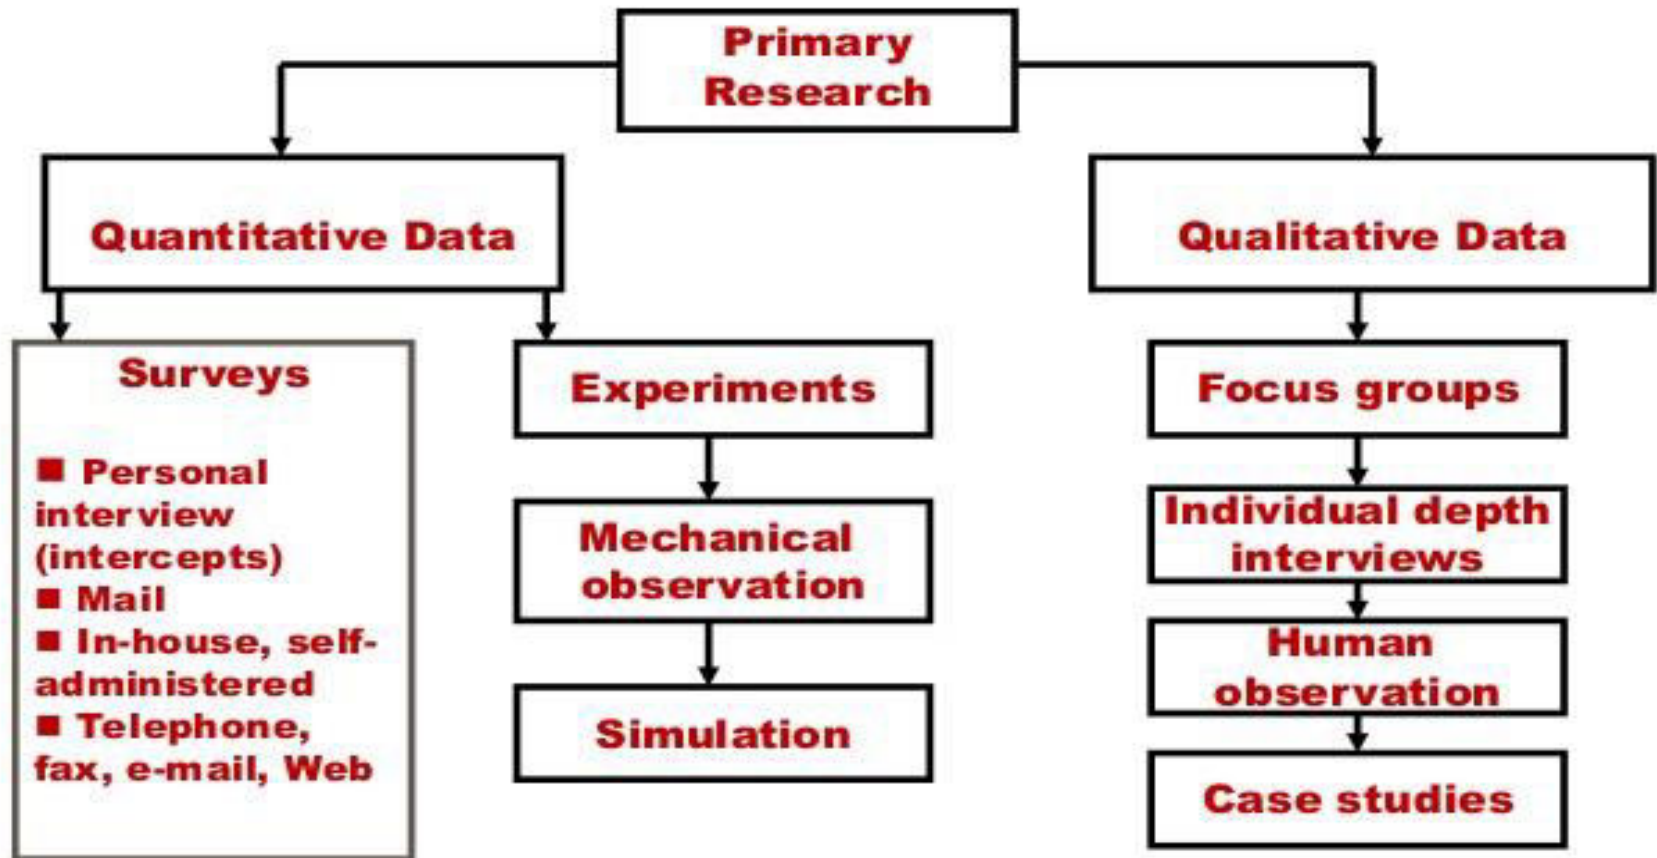 Primary
Research
Quantitative Data
Qualitative Data
Surveys
■ Personal
interview
(intercepts)
■ Mail
■ In-house, self-
administered
■ Telephone,
fax, e-mail, Web
Experiments
Mechanical
observation
Simulation
Focus groups
Individual depth
interviews
Human
observation
Case studies